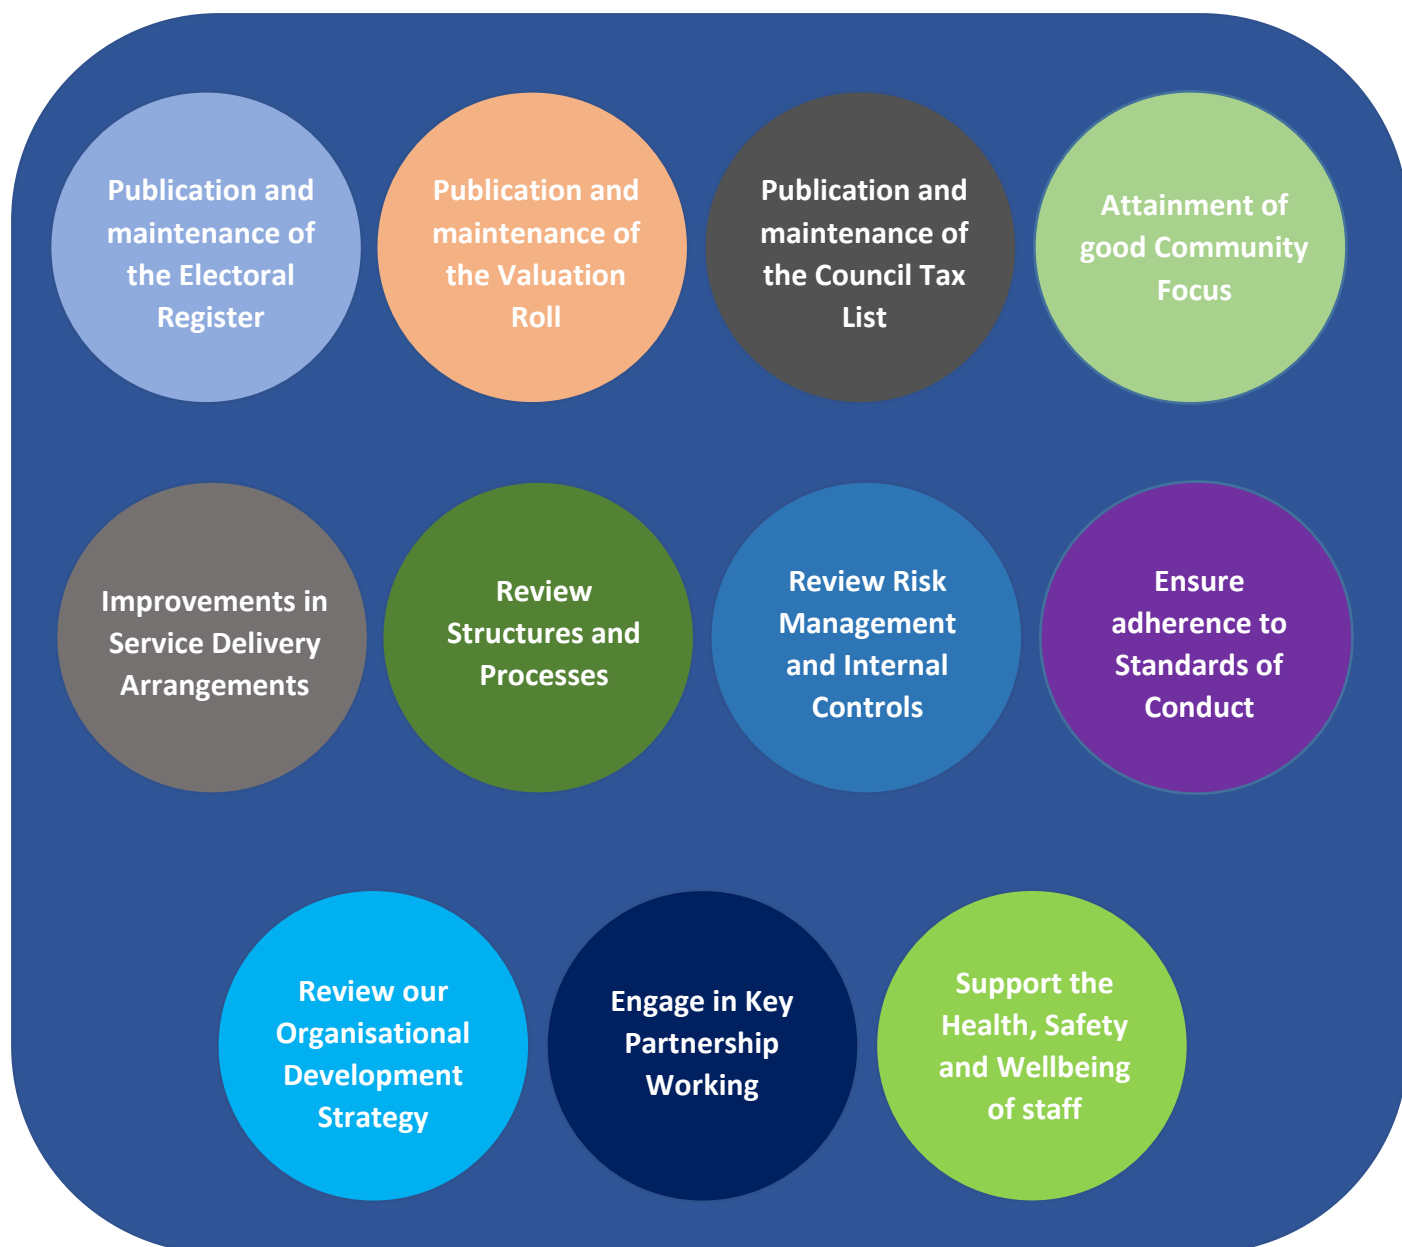 Publication and
maintenance of
the Electoral
Register
Publication and
maintenance of
the Valuation
Roll
Publication and
maintenance of
the Council Tax
List
Attainment of
good Community
Focus
Improvements in
Service Delivery
Arrangements
Review
Structures and
Processes
Review Risk
Management
and Internal
Controls
Ensure
adherence to
Standards of
Conduct
Review our
Organisational
Development
Strategy
Engage in Key
Partnership
Working
Support the
Health, Safety
and Wellbeing
of staff